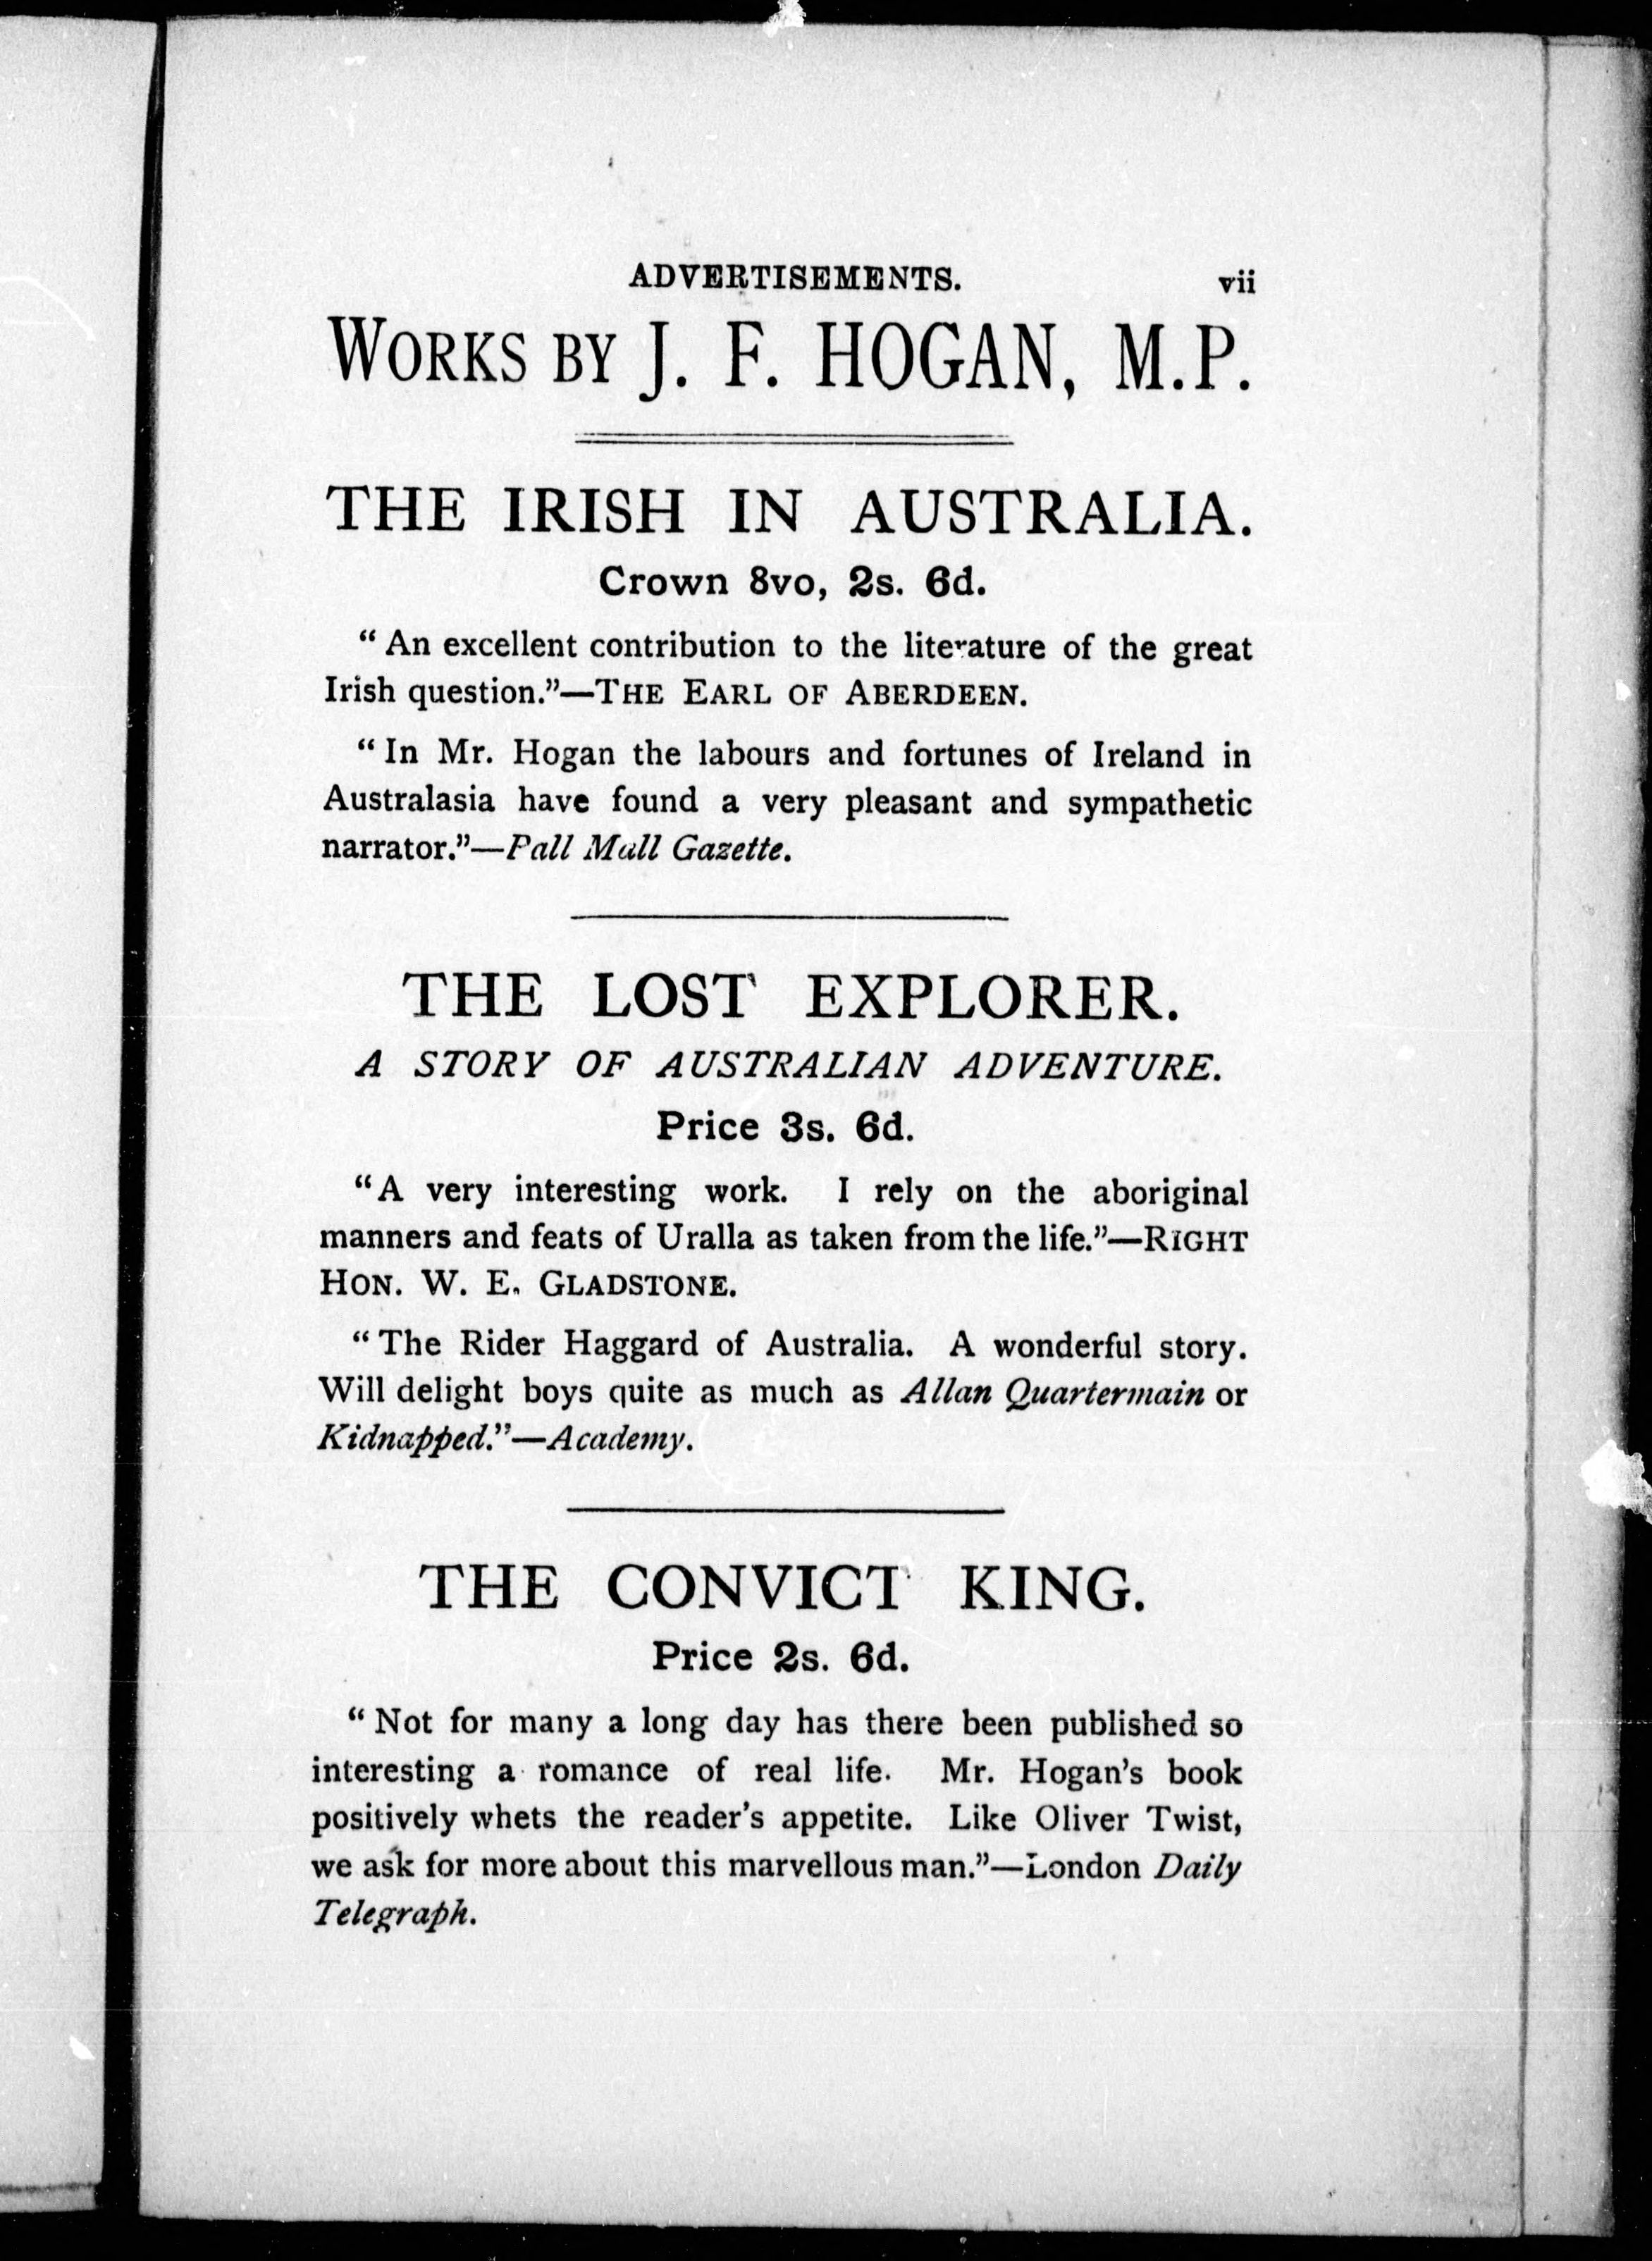 ADVERTISEMENTS. vii
WORKS BY J. F. HOGAN, M.P.
THE IRISH IN AUSTRALIA.
Crown 8vo, 2s. 6d.
“An excellent contribution to the literature of the great
Irish question.”—THE EARL OF ABERDEEN.
“In Mr. Hogan the labours and fortunes of Ireland in
Australasia have found a very pleasant and sympathetic
narrator.”—Pall Mall Gazette.
THE LOST EXPLORER.
A STORY OF AUSTRALIAN ADVENTURE.
Price 3s. 6d.
“A very interesting work. I rely on the aboriginal
manners and feats of Uralla as taken from the life.”—RIGHT
HON. W. E. GLADSTONE.
“The Rider Haggard of Australia. A wonderful story.
Will delight boys quite as much as Allan Quartermain or
Kidnapped.”—Academy.
THE CONVICT KING.
Price 2s. 6d.
“Not for many a long day has there been published so
interesting a romance of real life. Mr. Hogan’s book
positively whets the reader’s appetite. Like Oliver Twist,
we ask for more about this marvellous man.”—London Daily
Telegraph.